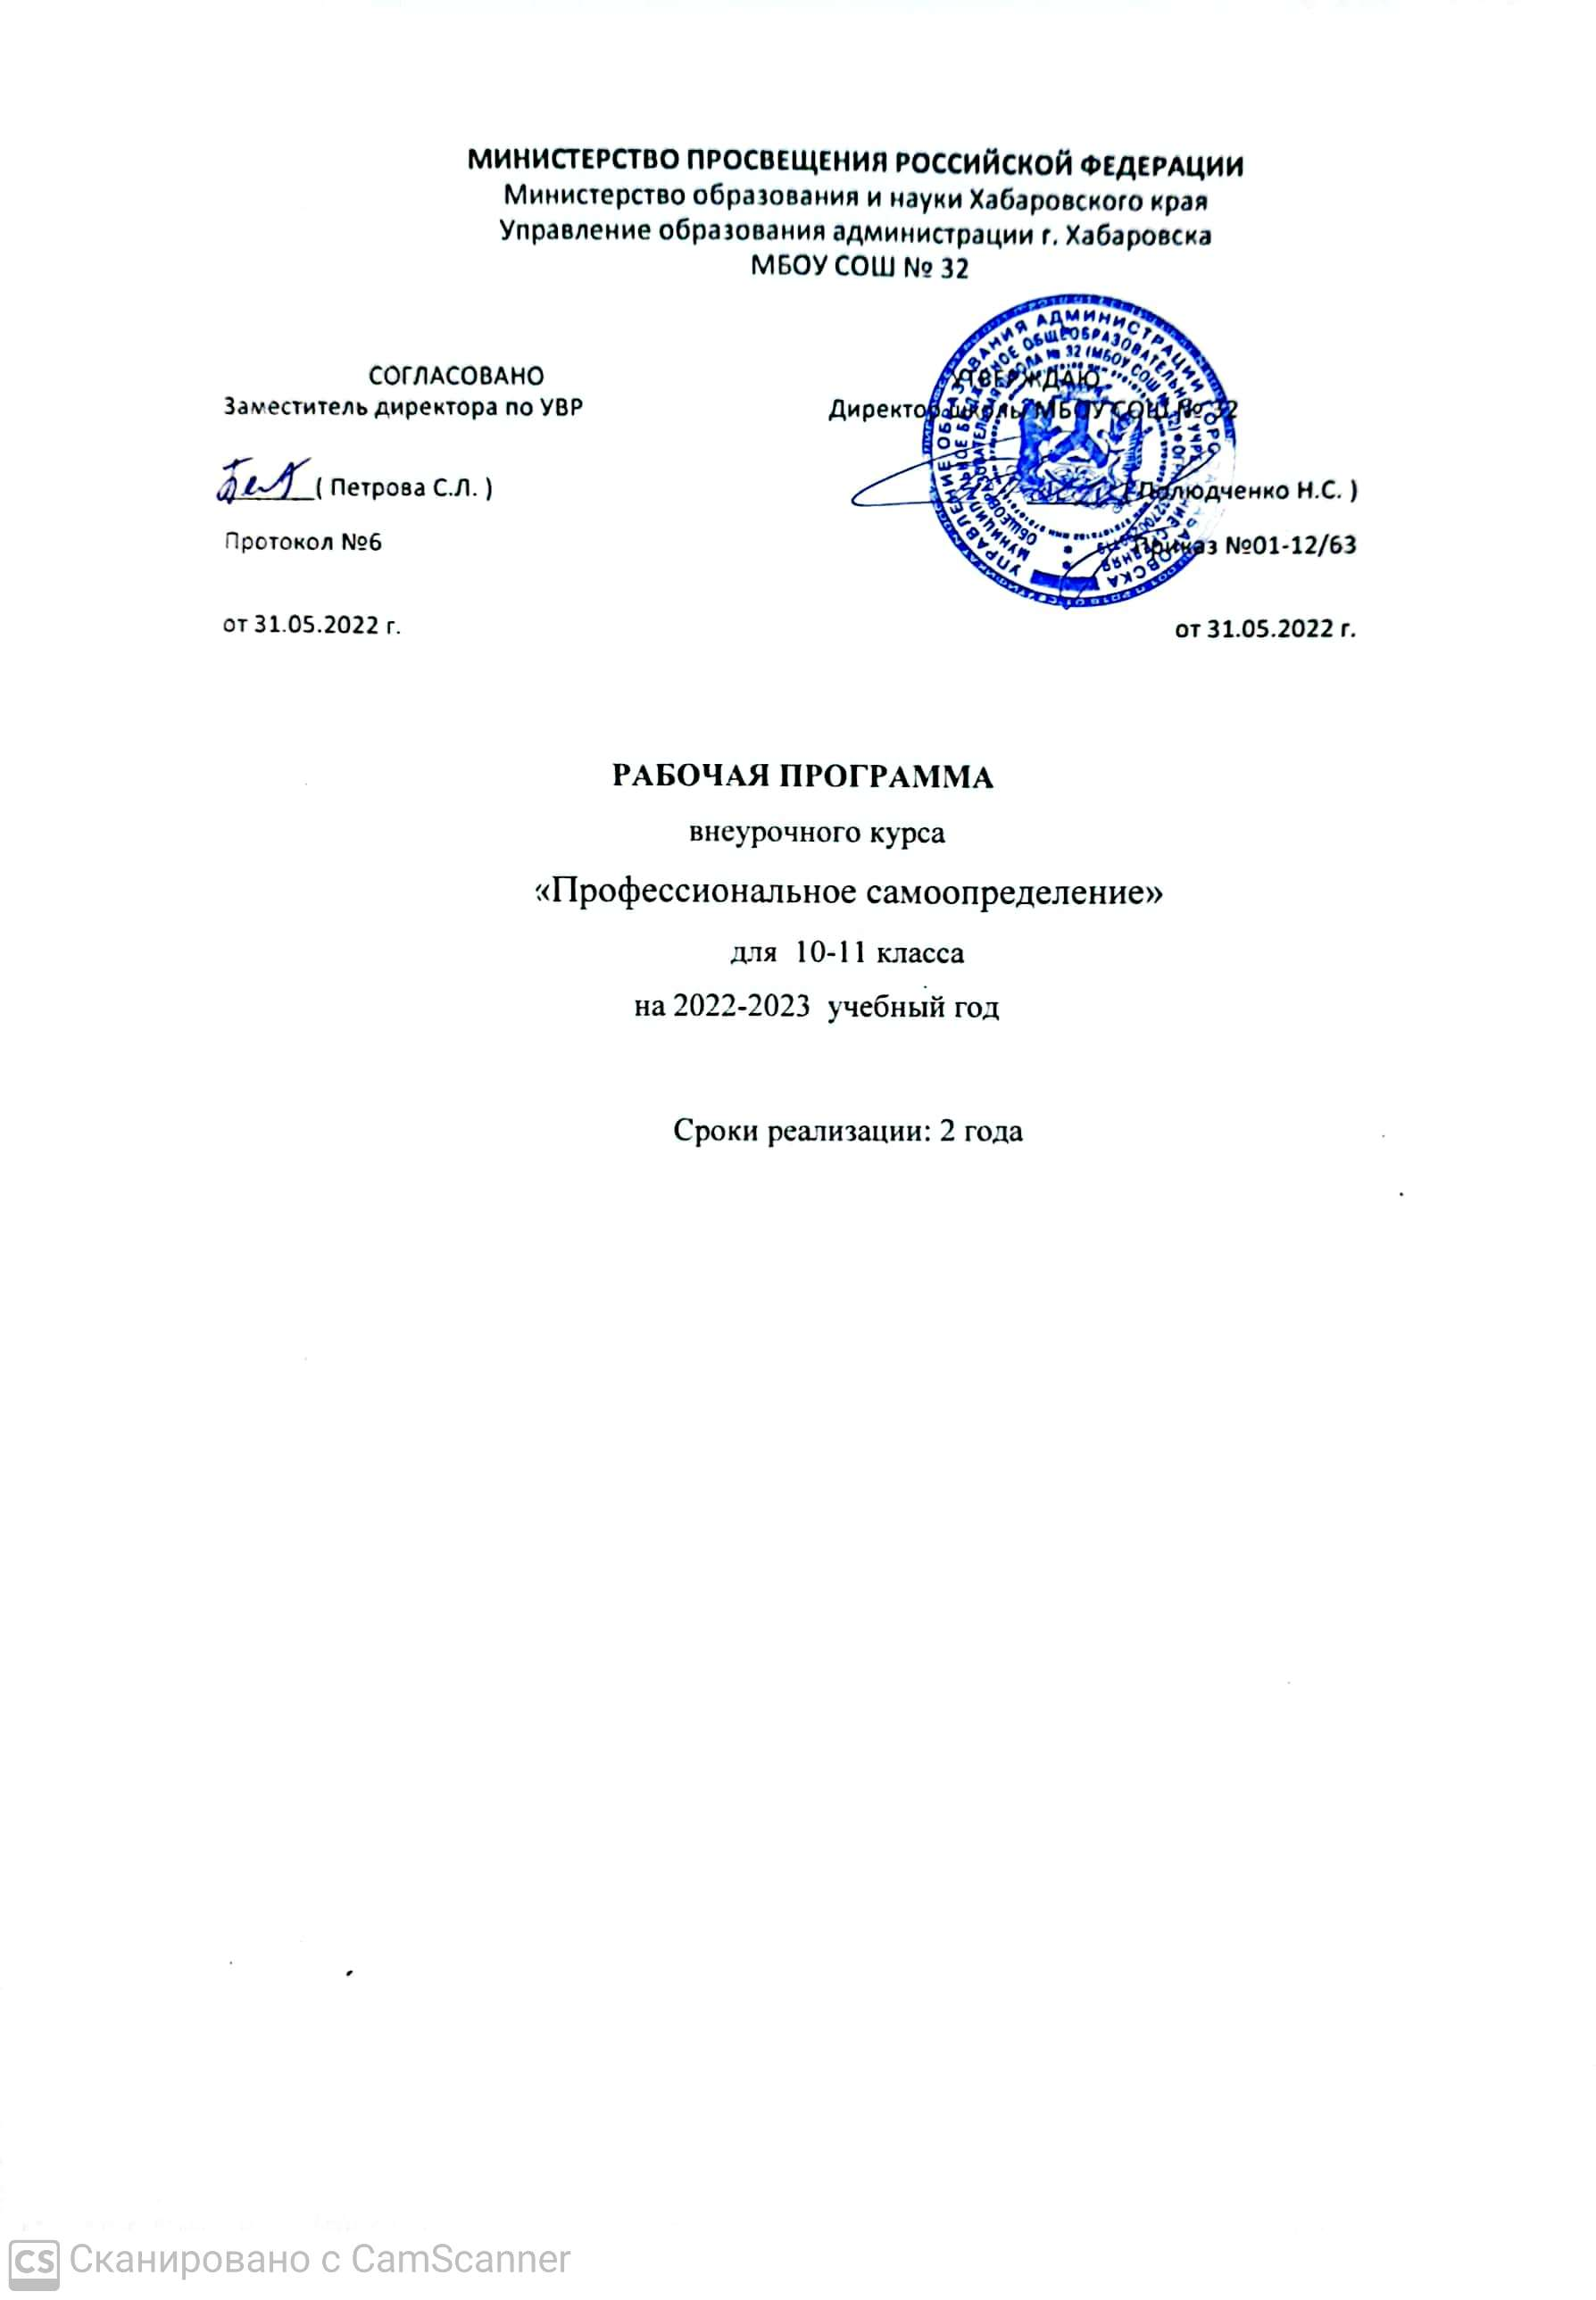 МИНИСТЕРСТВО ПРОСВЕЩЕНИЯ РОССИЙСКОЙ ФЕДЕРАЦИИ
Министерство образования и науки Хабаровского края
Управление образования администрации г. Хабаровска
МБОУ СОШ № 32
СОГЛАСОВАНО
Заместитель директора по УВР
( Петрова С.Л. )
Протокол №6
от 31.05.2022 г.
УТВЕРЖДАЮ
Директор школы МБОУ СОШ № 32
Н.С. )
Приказ №01-12/63
от 31.05.2022 г.
РАБОЧАЯ ПРОГРАММА
внеурочного курса
«Профессиональное самоопределение»
для 10-11 класса
на 2022-2023 учебный год
Сроки реализации: 2 года
CS Сканировано с CamScanner